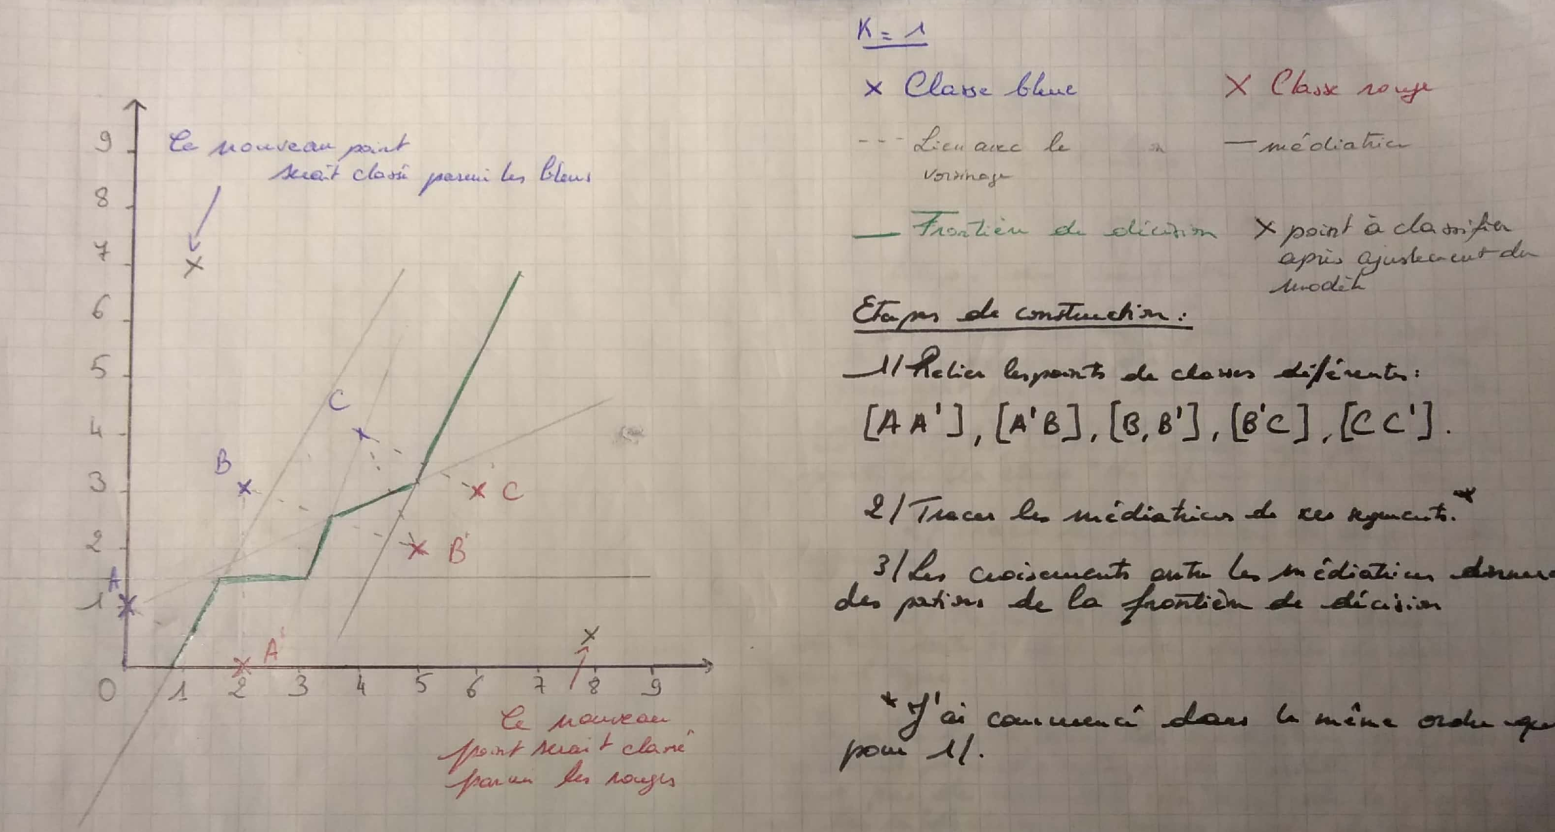 K = 1
× Classe bleue
× Classe rouge
--- Lien avec le
voisinage
— médiatrice
— Frontière de décision
× point à classifier
après ajustement du
modèle
Le nouveau point
serait classé parmi les bleus
9
8
7
6
5
4
3
2
1
0
1 2 3 4 5 6 7 8 9
A
B
C
A'
B'
C
Le nouveau
point serait classé
parmi les rouges
Etapes de construction :
1/ Relier les points de classes différentes :
[A A'], [A'B], [B,B'], [B'C], [C C'].
2/ Tracer les médiatrices de ces segments.*
3/ Les croisements entre les médiatrices donnent
des parties de la frontière de décision
* J'ai commencé dans le même ordre que
pour 1/.